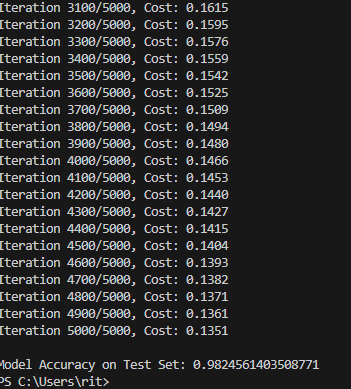 Iteration 3100/5000, Cost: 0.1615
Iteration 3200/5000, Cost: 0.1595
Iteration 3300/5000, Cost: 0.1576
Iteration 3400/5000, Cost: 0.1559
Iteration 3500/5000, Cost: 0.1542
Iteration 3600/5000, Cost: 0.1525
Iteration 3700/5000, Cost: 0.1509
Iteration 3800/5000, Cost: 0.1494
Iteration 3900/5000, Cost: 0.1480
Iteration 4000/5000, Cost: 0.1466
Iteration 4100/5000, Cost: 0.1453
Iteration 4200/5000, Cost: 0.1440
Iteration 4300/5000, Cost: 0.1427
Iteration 4400/5000, Cost: 0.1415
Iteration 4500/5000, Cost: 0.1404
Iteration 4600/5000, Cost: 0.1393
Iteration 4700/5000, Cost: 0.1382
Iteration 4800/5000, Cost: 0.1371
Iteration 4900/5000, Cost: 0.1361
Iteration 5000/5000, Cost: 0.1351
Model Accuracy on Test Set: 0.9824561403508771
PS C:\Users\rit>